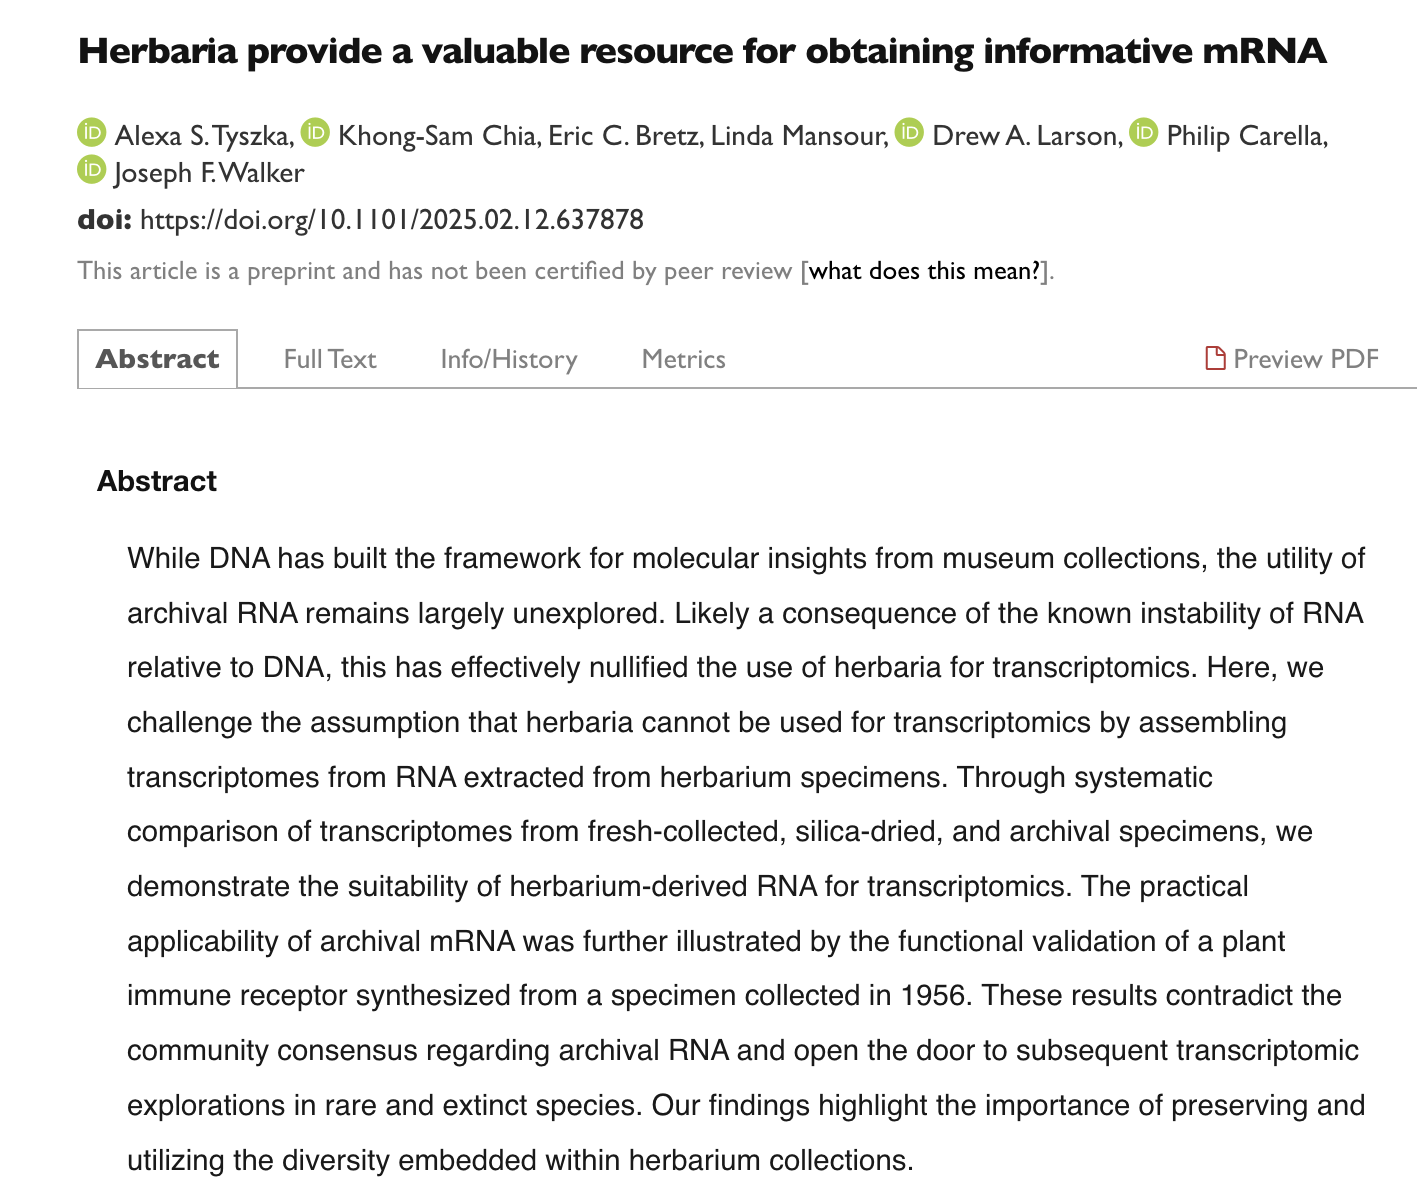 Herbaria provide a valuable resource for obtaining informative mRNA
iD Alexa S. Tyszka, iD Khong-Sam Chia, Eric C. Bretz, Linda Mansour, iD Drew A. Larson, iD Philip Carella,
iD Joseph F. Walker
doi: https://doi.org/10.1101/2025.02.12.637878
This article is a preprint and has not been certified by peer review [what does this mean?].
Abstract Full Text Info/History Metrics Preview PDF
Abstract
While DNA has built the framework for molecular insights from museum collections, the utility of
archival RNA remains largely unexplored. Likely a consequence of the known instability of RNA
relative to DNA, this has effectively nullified the use of herbaria for transcriptomics. Here, we
challenge the assumption that herbaria cannot be used for transcriptomics by assembling
transcriptomes from RNA extracted from herbarium specimens. Through systematic
comparison of transcriptomes from fresh-collected, silica-dried, and archival specimens, we
demonstrate the suitability of herbarium-derived RNA for transcriptomics. The practical
applicability of archival mRNA was further illustrated by the functional validation of a plant
immune receptor synthesized from a specimen collected in 1956. These results contradict the
community consensus regarding archival RNA and open the door to subsequent transcriptomic
explorations in rare and extinct species. Our findings highlight the importance of preserving and
utilizing the diversity embedded within herbarium collections.